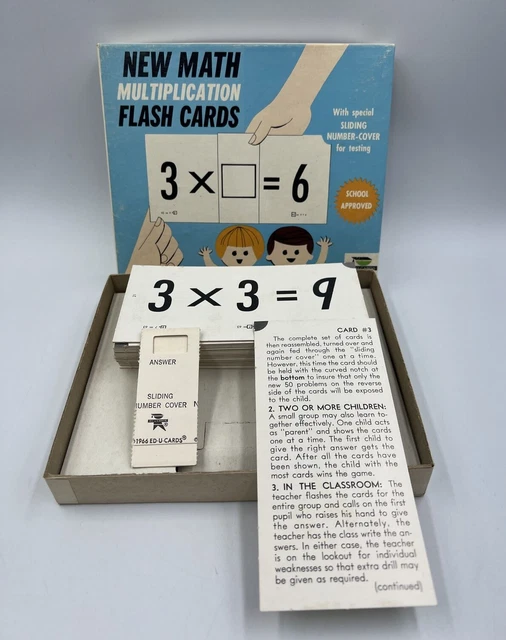 NEW MATH
MULTIPLICATION
FLASH CARDS
With special
SLIDING
NUMBER-COVER
for testing
3 × □ = 6
SCHOOL
APPROVED
3 × 3 = 9
ANSWER
SLIDING
NUMBER COVER
©1966 ED-U-CARDS®
CARD #3
The complete set of cards is
then reassembled, turned over and
again fed through the "sliding
number cover" one at a time.
However, this time the card should
be held with the curved notch at
the bottom to insure that only the
new 50 problems on the reverse
side of the cards will be exposed
to the child.
2. TWO OR MORE CHILDREN:
A small group may also learn to-
gether effectively. One child acts
as "parent" and shows the cards
one at a time. The first child to
give the right answer gets the
card. After all the cards have
been shown, the child with the
most cards wins the game.
3. IN THE CLASSROOM: The
teacher flashes the cards for the
entire group and calls on the first
pupil who raises his hand to give
the answer. Alternately, the
teacher has the class write the an-
swers. In either case, the teacher
is on the lookout for individual
weaknesses so that extra drill may
be given as required.
(continued)